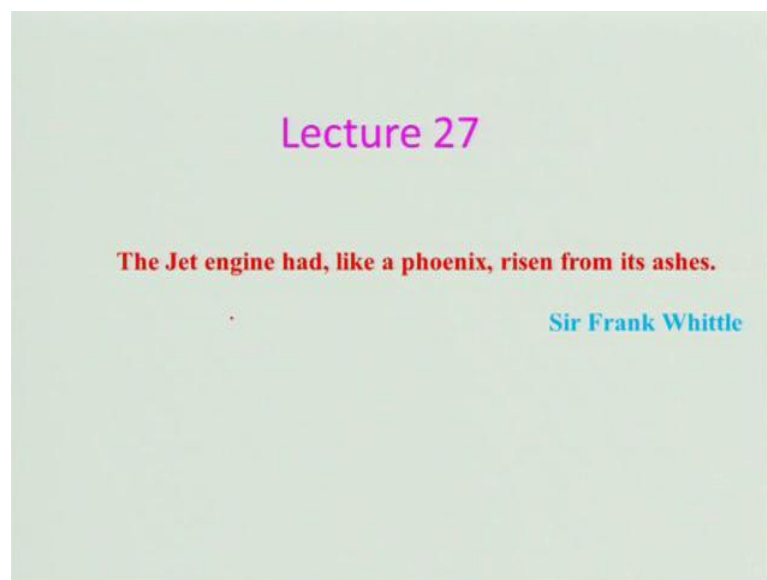 Lecture 27
The Jet engine had, like a phoenix, risen from its ashes.
Sir Frank Whittle